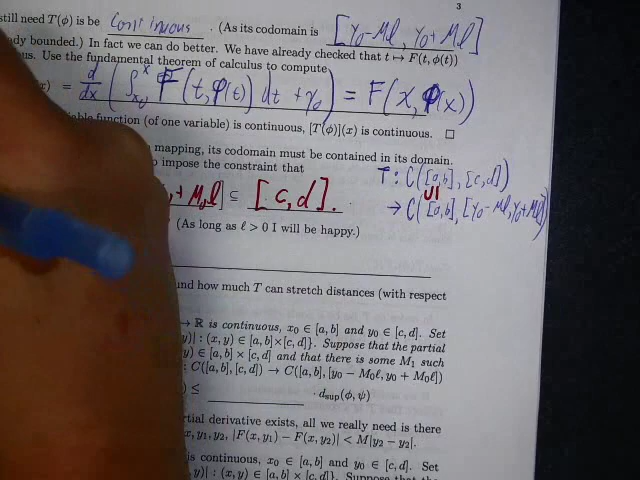 3
still need T(ϕ) is be continuous . (As its codomain is [y₀-Mℓ, y₀+Mℓ]
ady bounded.) In fact we can do better. We have already checked that t ↦ F(t, ϕ(t))
ous. Use the fundamental theorem of calculus to compute
x) = d/dx ( ∫ₓ₀ˣ F(t, φ(t)) dt + y₀ ) = F(x, φ(x))
able function (of one variable) is continuous, [T(ϕ)](x) is continuous. □
mapping, its codomain must be contained in its domain.
o impose the constraint that
T : C([a,b], [c,d])
+ M₀ℓ] ⊆ [c,d].
∪I
→ C([a,b], [y₀-Mℓ, y₀+Mℓ])
(As long as ℓ > 0 I will be happy.)
und how much T can stretch distances (with respect
→ ℝ is continuous, x₀ ∈ [a, b] and y₀ ∈ [c, d]. Set
y)| : (x, y) ∈ [a, b]×[c, d]}. Suppose that the partial
y) ∈ [a, b] × [c, d] and that there is some M₁ such
: C([a, b], [c, d]) → C([a, b], [y₀ − M₀ℓ, y₀ + M₀ℓ])
) ≤ · d_sup(ϕ, ψ)
rtial derivative exists, all we really need is there
x, y₁, y₂, |F(x, y₁) − F(x, y₂)| < M|y₂ − y₂|.
is continuous, x₀ ∈ [a, b] and y₀ ∈ [c, d]. Set
y)| : (x, y) ∈ [a, b]×[c, d]}. Suppose that the